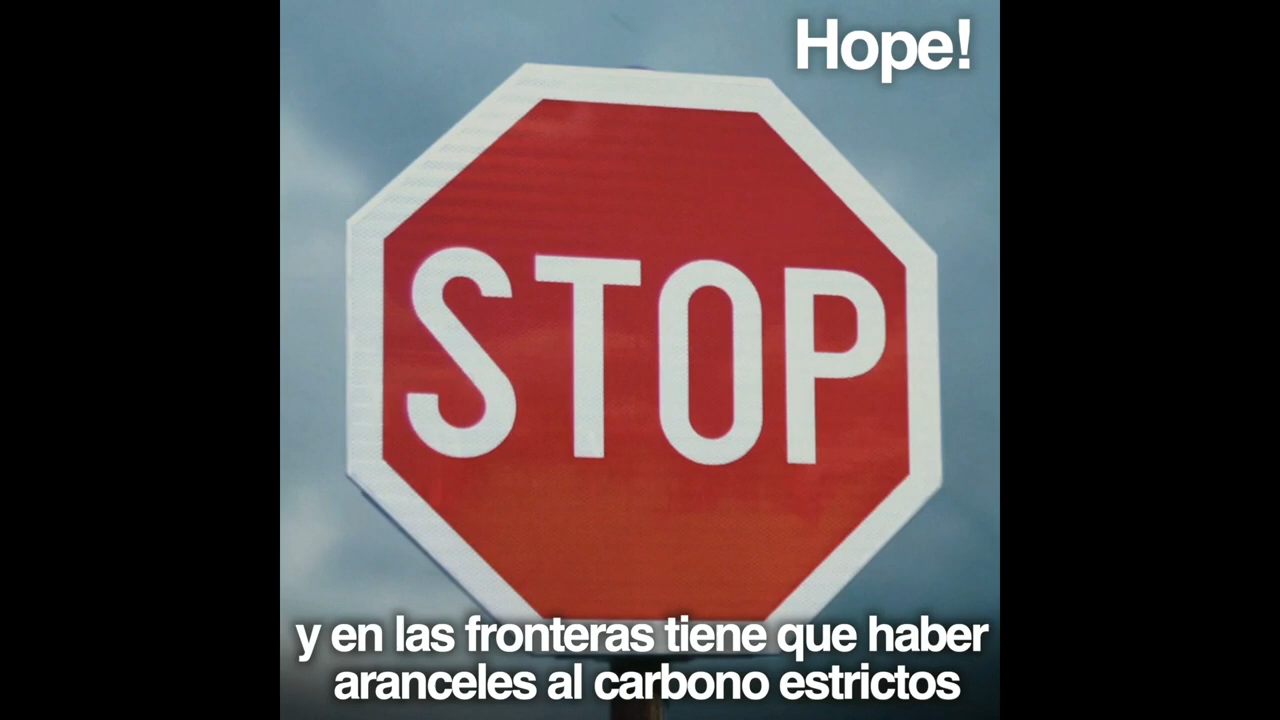 Hope!
STOP
y en las fronteras tiene que haber
aranceles al carbono estrictos